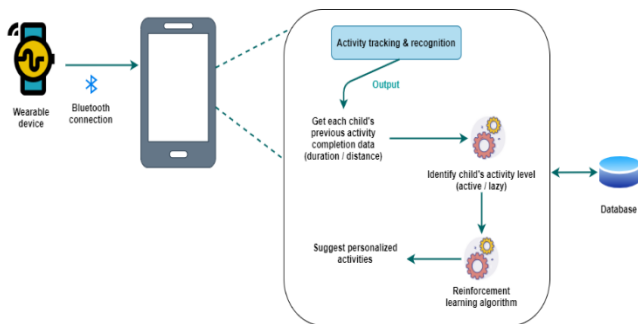 Wearable
device
Bluetooth
connection
Activity tracking & recognition
Output
Get each child's
previous activity
completion data
(duration / distance)
Identify child's activity level
(active / lazy)
Suggest personalized
activities
Reinforcement
learning algorithm
Database